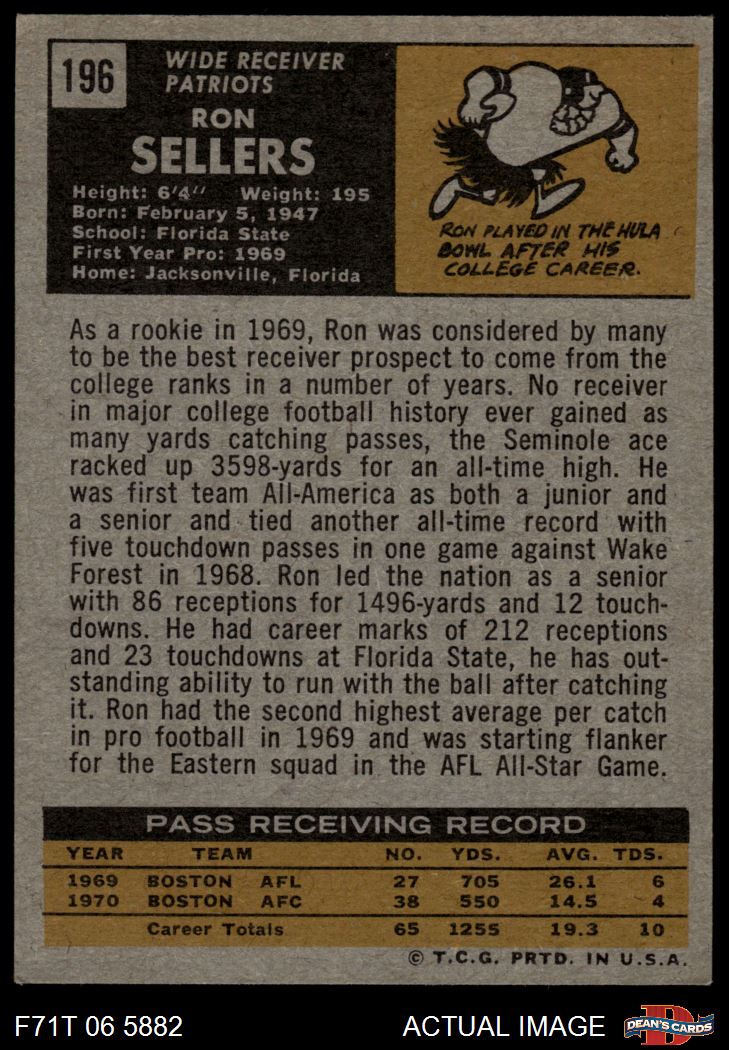 196
WIDE RECEIVER
PATRIOTS
RON
SELLERS
Height: 6'4" Weight: 195
Born: February 5, 1947
School: Florida State
First Year Pro: 1969
Home: Jacksonville, Florida
RON PLAYED IN THE HULA
BOWL AFTER HIS
COLLEGE CAREER.
As a rookie in 1969, Ron was considered by many
to be the best receiver prospect to come from the
college ranks in a number of years. No receiver
in major college football history ever gained as
many yards catching passes, the Seminole ace
racked up 3598-yards for an all-time high. He
was first team All-America as both a junior and
a senior and tied another all-time record with
five touchdown passes in one game against Wake
Forest in 1968. Ron led the nation as a senior
with 86 receptions for 1496-yards and 12 touch-
downs. He had career marks of 212 receptions
and 23 touchdowns at Florida State, he has out-
standing ability to run with the ball after catching
it. Ron had the second highest average per catch
in pro football in 1969 and was starting flanker
for the Eastern squad in the AFL All-Star Game.
PASS RECEIVING RECORD
YEAR TEAM NO. YDS. AVG. TDS.
1969 BOSTON AFL 27 705 26.1 6
1970 BOSTON AFC 38 550 14.5 4
Career Totals 65 1255 19.3 10
© T.C.G. PRTD. IN U.S.A.
F71T 06 5882 ACTUAL IMAGE
D
DEAN'S CARDS